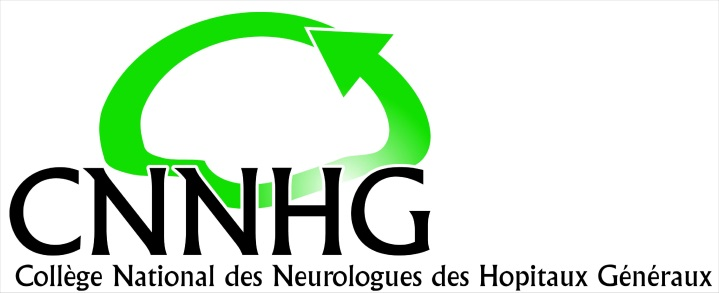 CNNHG
Collège National des Neurologues des Hopitaux Généraux